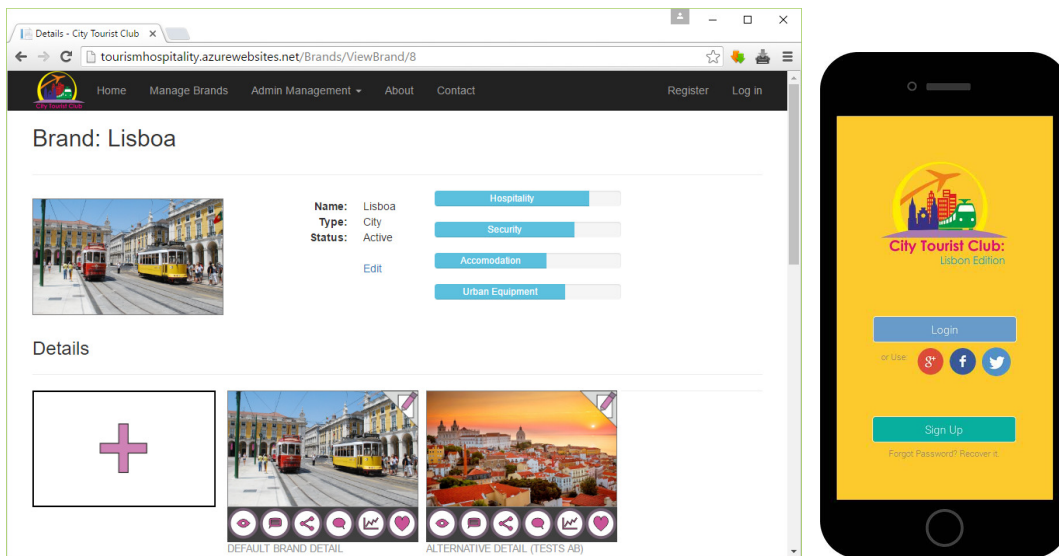 Details - City Tourist Club
tourismhospitality.azurewebsites.net/Brands/ViewBrand/8
City Tourist Club
Home Manage Brands Admin Management About Contact Register Log in
Brand: Lisboa
Name: Lisboa
Type: City
Status: Active
Edit
Hospitality
Security
Accomodation
Urban Equipment
Details
DEFAULT BRAND DETAIL
ALTERNATIVE DETAIL (TESTS AB)
City Tourist Club:
Lisbon Edition
Login
or Use:
g+ f
Sign Up
Forgot Password? Recover it.